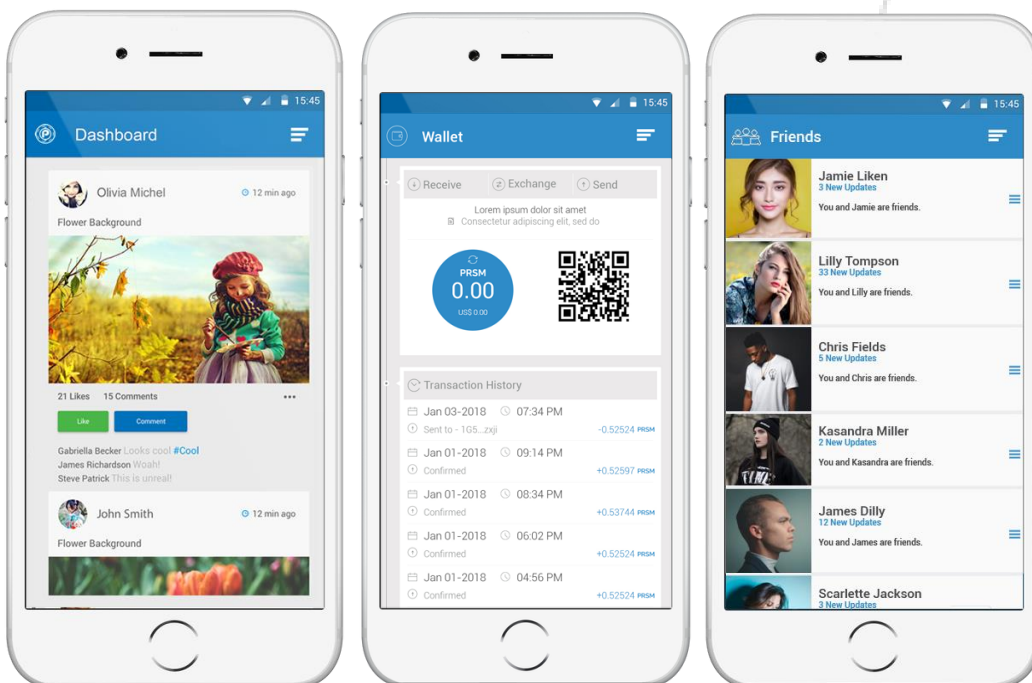 15:45
Dashboard
Olivia Michel
12 min ago
Flower Background
21 Likes 15 Comments
Like Comment
Gabriella Becker Looks cool #Cool
James Richardson Woah!
Steve Patrick This is unreal!
John Smith
12 min ago
Flower Background
15:45
Wallet
Receive Exchange Send
Lorem ipsum dolor sit amet
Consectetur adipiscing elit, sed do
PRSM
0.00
US$ 0.00
Transaction History
Jan 03-2018 07:34 PM
Sent to - 1G5...zxji -0.52524 PRSM
Jan 01-2018 09:14 PM
Confirmed +0.52597 PRSM
Jan 01-2018 08:34 PM
Confirmed +0.53744 PRSM
Jan 01-2018 06:02 PM
Confirmed +0.52524 PRSM
Jan 01-2018 04:56 PM
Confirmed +0.52524 PRSM
15:45
Friends
Jamie Liken
3 New Updates
You and Jamie are friends.
Lilly Tompson
33 New Updates
You and Lilly are friends.
Chris Fields
5 New Updates
You and Chris are friends.
Kasandra Miller
2 New Updates
You and Kasandra are friends.
James Dilly
12 New Updates
You and James are friends.
Scarlette Jackson
3 New Updates